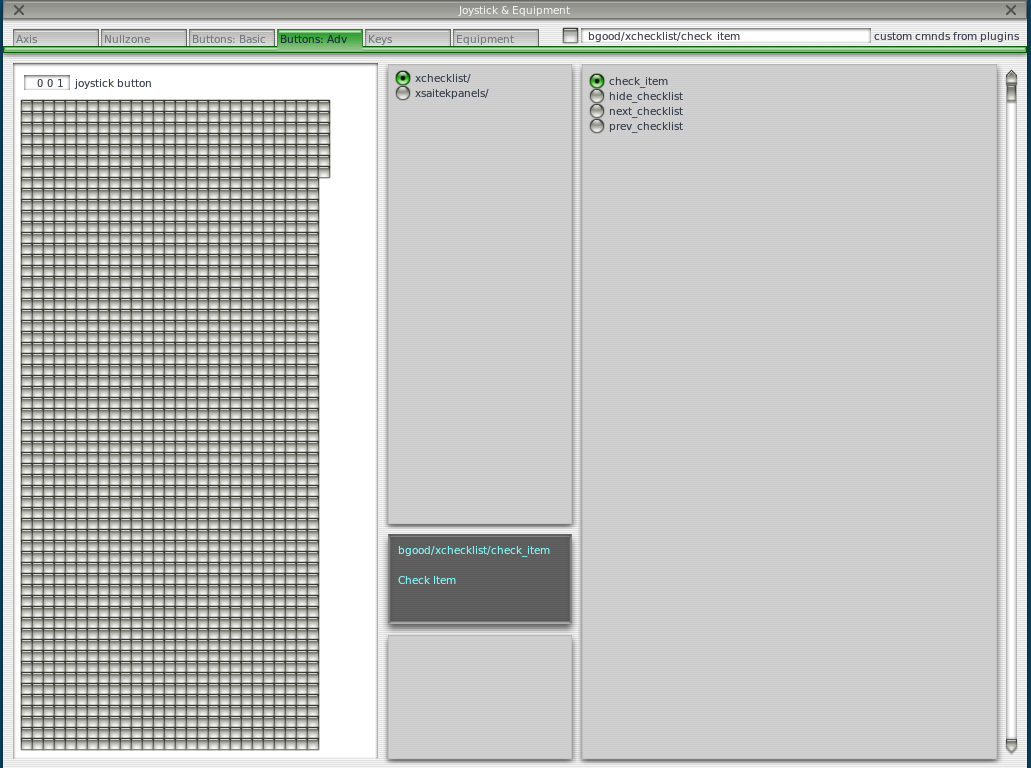 Joystick & Equipment
Axis
Nullzone
Buttons: Basic
Buttons: Adv
Keys
Equipment
bgood/xchecklist/check_item
custom cmnds from plugins
0 0 1 joystick button
xchecklist/
xsaitekpanels/
check_item
hide_checklist
next_checklist
prev_checklist
bgood/xchecklist/check_item
Check Item